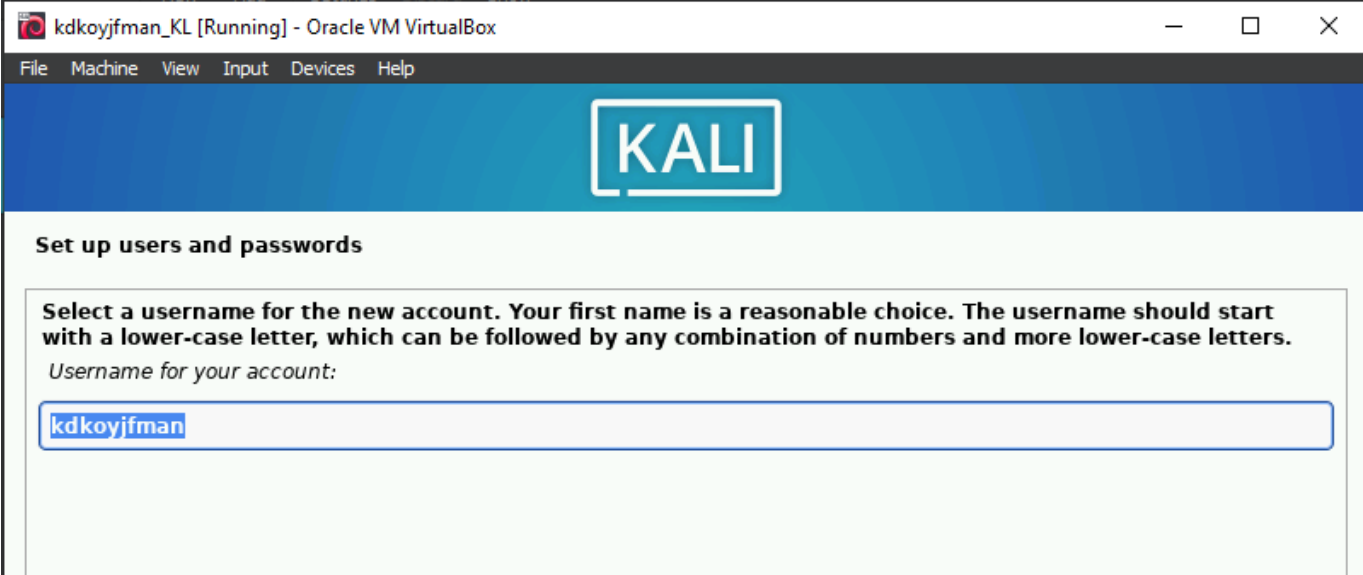 kdkoyjfman_KL [Running] - Oracle VM VirtualBox
File Machine View Input Devices Help
KALI
Set up users and passwords
Select a username for the new account. Your first name is a reasonable choice. The username should start
with a lower-case letter, which can be followed by any combination of numbers and more lower-case letters.
Username for your account:
kdkoyjfman